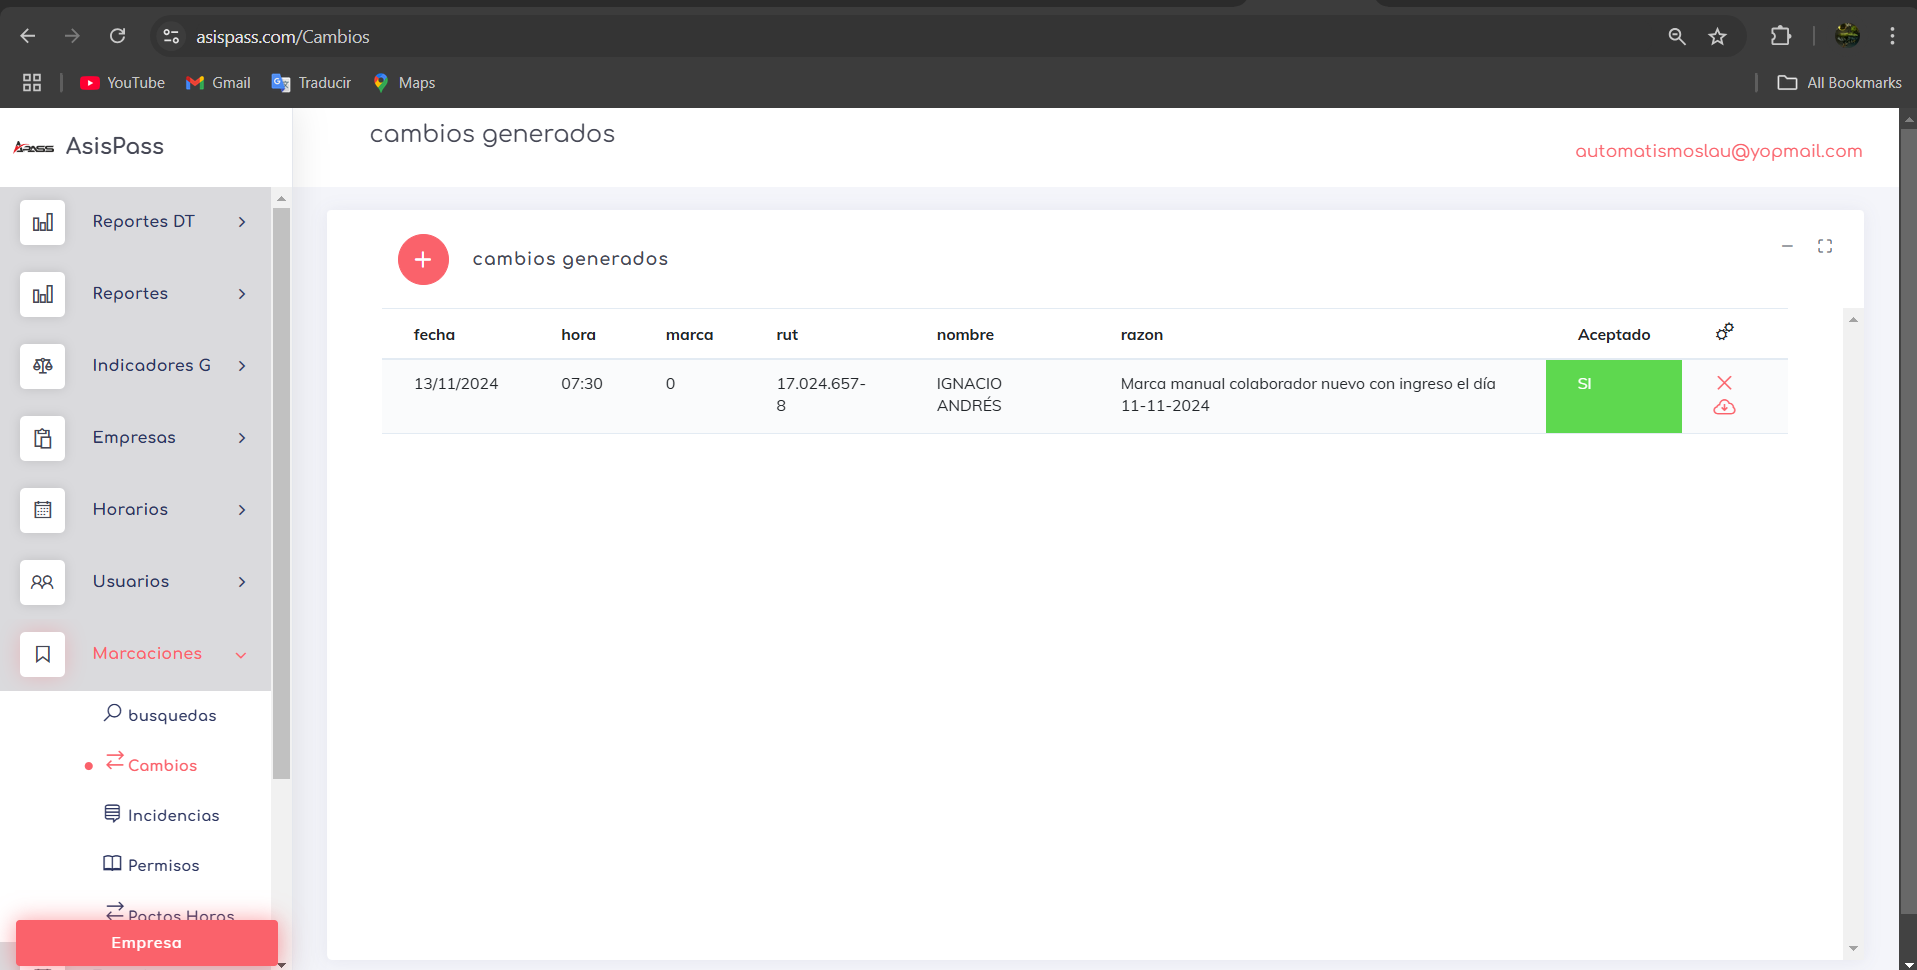 asispass.com/Cambios
YouTube
Gmail
Traducir
Maps
All Bookmarks
APASS
AsisPass
cambios generados
automatismoslau@yopmail.com
Reportes DT
Reportes
Indicadores G
Empresas
Horarios
Usuarios
Marcaciones
busquedas
Cambios
Incidencias
Permisos
Pactos Horas
Empresa
cambios generados
fecha hora marca rut nombre razon Aceptado
13/11/2024 07:30 0 17.024.657- IGNACIO Marca manual colaborador nuevo con ingreso el día SI
8 ANDRÉS 11-11-2024